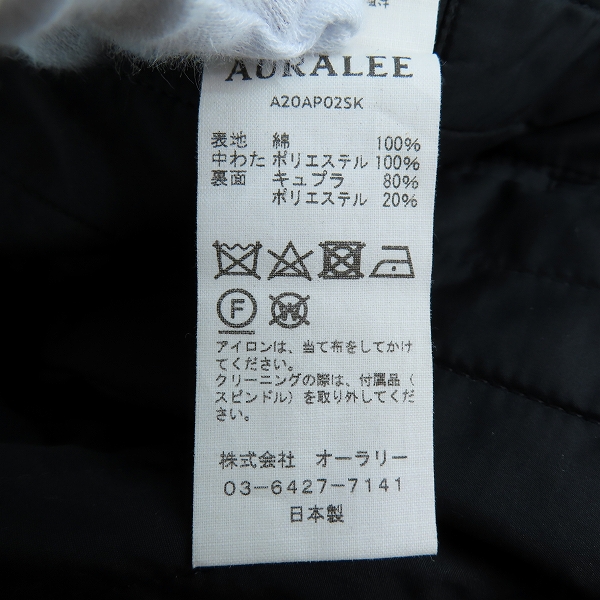 AURALEE
A20AP02SK
表地 綿 100%
中わた ポリエステル 100%
裏面 キュプラ 80%
ポリエステル 20%
F
W
アイロンは、当て布をしてかけ
てください。
クリーニングの際は、付属品(
スピンドル)を取り外してくだ
さい。
株式会社 オーラリー
03-6427-7141
日本製